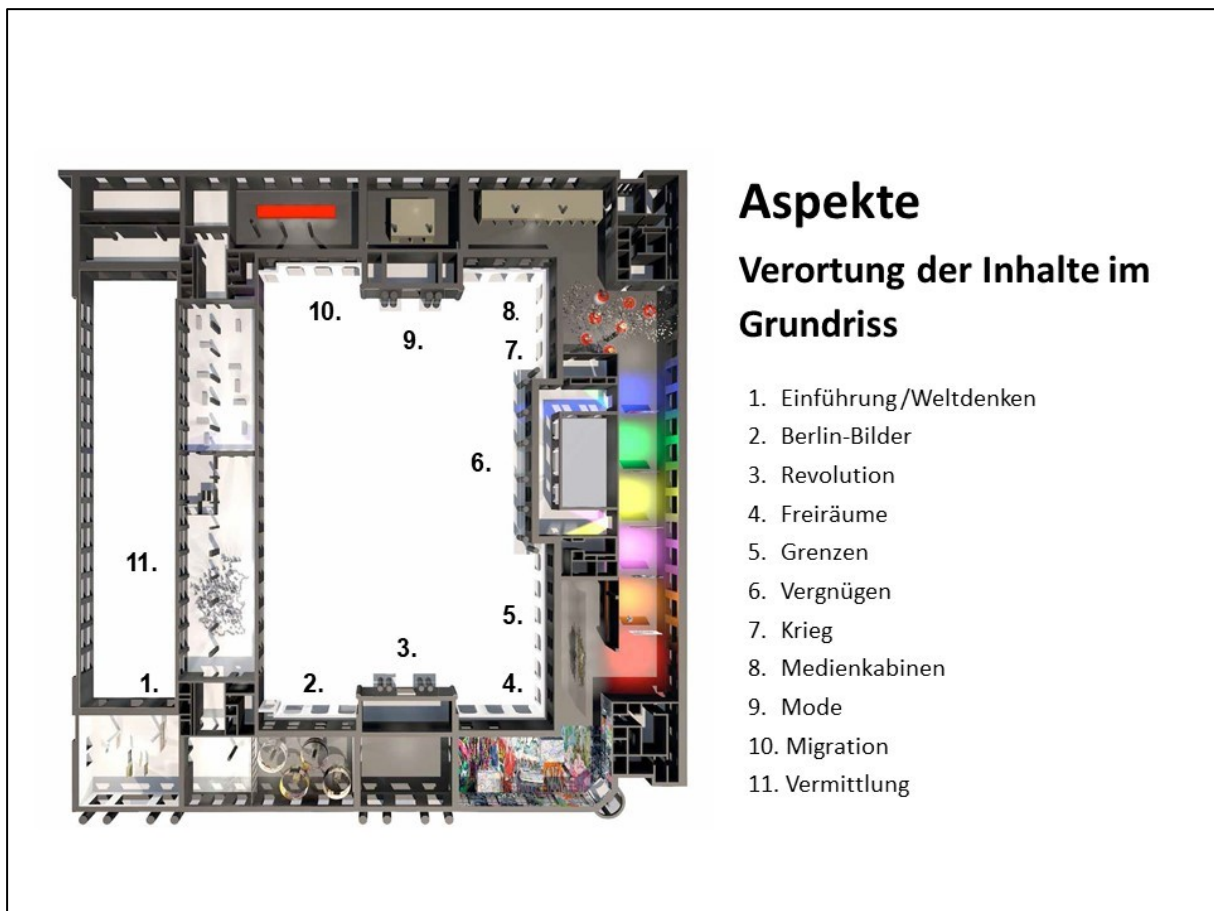 10.
8.
9.
7.
6.
11.
5.
3.
1.
2.
4.
Aspekte
Verortung der Inhalte im
Grundriss
1. Einführung/Weltdenken
2. Berlin-Bilder
3. Revolution
4. Freiräume
5. Grenzen
6. Vergnügen
7. Krieg
8. Medienkabinen
9. Mode
10. Migration
11. Vermittlung